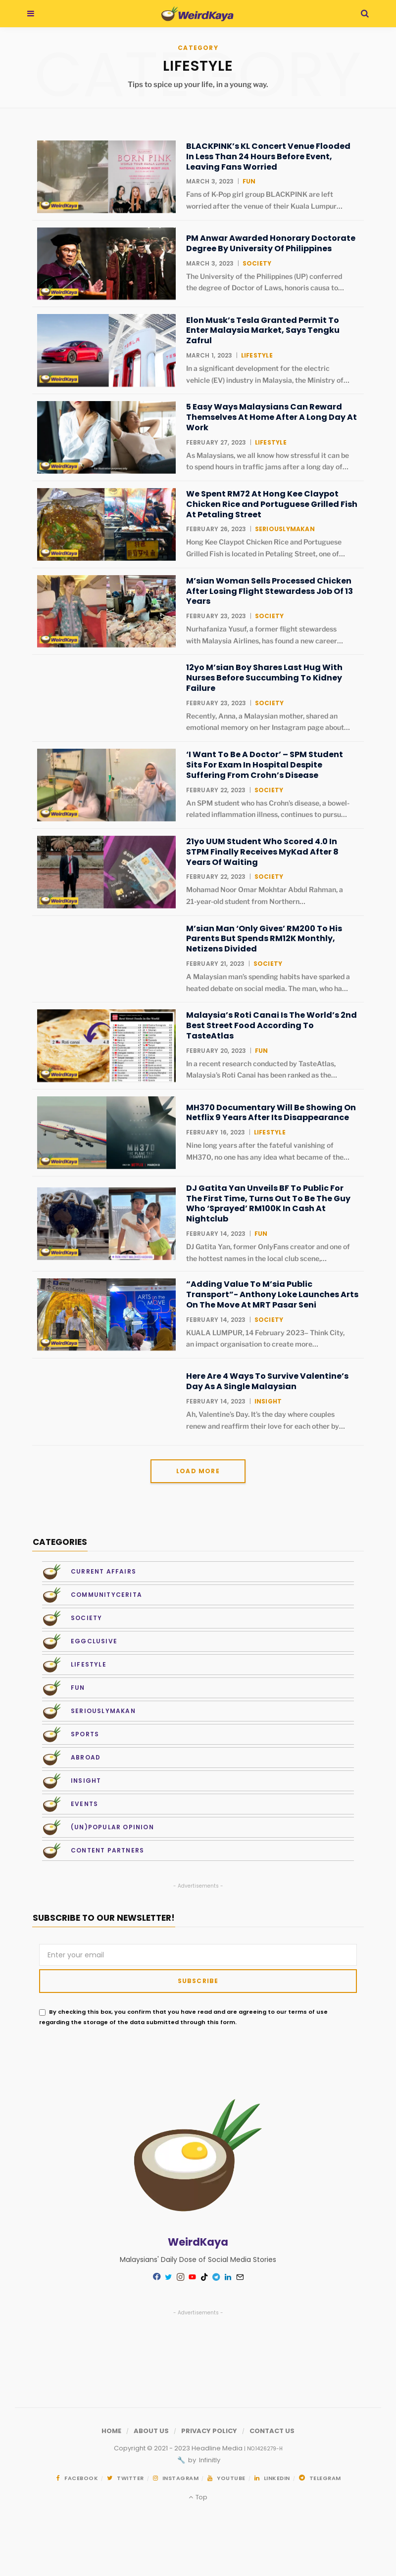 WeirdKaya
CATEGORY
CATEGORY
LIFESTYLE
Tips to spice up your life, in a young way.
BORN PINK
WeirdKaya
BLACKPINK’s KL Concert Venue Flooded
In Less Than 24 Hours Before Event,
Leaving Fans Worried
MARCH 3, 2023 | FUN
Fans of K-Pop girl group BLACKPINK are left
worried after the venue of their Kuala Lumpur…
WeirdKaya
PM Anwar Awarded Honorary Doctorate
Degree By University Of Philippines
MARCH 3, 2023 | SOCIETY
The University of the Philippines (UP) conferred
the degree of Doctor of Laws, honoris causa to…
WeirdKaya
Elon Musk’s Tesla Granted Permit To
Enter Malaysia Market, Says Tengku
Zafrul
MARCH 1, 2023 | LIFESTYLE
In a significant development for the electric
vehicle (EV) industry in Malaysia, the Ministry of…
WeirdKaya
5 Easy Ways Malaysians Can Reward
Themselves At Home After A Long Day At
Work
FEBRUARY 27, 2023 | LIFESTYLE
As Malaysians, we all know how stressful it can be
to spend hours in traffic jams after a long day of…
WeirdKaya
We Spent RM72 At Hong Kee Claypot
Chicken Rice and Portuguese Grilled Fish
At Petaling Street
FEBRUARY 26, 2023 | SERIOUSLYMAKAN
Hong Kee Claypot Chicken Rice and Portuguese
Grilled Fish is located in Petaling Street, one of…
WeirdKaya
M’sian Woman Sells Processed Chicken
After Losing Flight Stewardess Job Of 13
Years
FEBRUARY 23, 2023 | SOCIETY
Nurhafaniza Yusuf, a former flight stewardess
with Malaysia Airlines, has found a new career…
12yo M’sian Boy Shares Last Hug With
Nurses Before Succumbing To Kidney
Failure
FEBRUARY 23, 2023 | SOCIETY
Recently, Anna, a Malaysian mother, shared an
emotional memory on her Instagram page about…
WeirdKaya
‘I Want To Be A Doctor’ – SPM Student
Sits For Exam In Hospital Despite
Suffering From Crohn’s Disease
FEBRUARY 22, 2023 | SOCIETY
An SPM student who has Crohn’s disease, a bowel-
related inflammation illness, continues to pursu…
WeirdKaya
21yo UUM Student Who Scored 4.0 In
STPM Finally Receives MyKad After 8
Years Of Waiting
FEBRUARY 22, 2023 | SOCIETY
Mohamad Noor Omar Mokhtar Abdul Rahman, a
21-year-old student from Northern…
M’sian Man ‘Only Gives’ RM200 To His
Parents But Spends RM12K Monthly,
Netizens Divided
FEBRUARY 21, 2023 | SOCIETY
A Malaysian man’s spending habits have sparked a
heated debate on social media. The man, who ha…
2. Roti canai
WeirdKaya
Malaysia’s Roti Canai Is The World’s 2nd
Best Street Food According To
TasteAtlas
FEBRUARY 20, 2023 | FUN
In a recent research conducted by TasteAtlas,
Malaysia’s Roti Canai has been ranked as the…
MH370
WeirdKaya
MH370 Documentary Will Be Showing On
Netflix 9 Years After Its Disappearance
FEBRUARY 16, 2023 | LIFESTYLE
Nine long years after the fateful vanishing of
MH370, no one has any idea what became of the…
WeirdKaya
DJ Gatita Yan Unveils BF To Public For
The First Time, Turns Out To Be The Guy
Who ‘Sprayed’ RM100K In Cash At
Nightclub
FEBRUARY 14, 2023 | FUN
DJ Gatita Yan, former OnlyFans creator and one of
the hottest names in the local club scene,…
ARTS on the MOVE
WeirdKaya
“Adding Value To M’sia Public
Transport”- Anthony Loke Launches Arts
On The Move At MRT Pasar Seni
FEBRUARY 14, 2023 | SOCIETY
KUALA LUMPUR, 14 February 2023– Think City,
an impact organisation to create more…
Here Are 4 Ways To Survive Valentine’s
Day As A Single Malaysian
FEBRUARY 14, 2023 | INSIGHT
Ah, Valentine’s Day. It’s the day where couples
renew and reaffirm their love for each other by…
LOAD MORE
CATEGORIES
CURRENT AFFAIRS
COMMUNITYCERITA
SOCIETY
EGGCLUSIVE
LIFESTYLE
FUN
SERIOUSLYMAKAN
SPORTS
ABROAD
INSIGHT
EVENTS
(UN)POPULAR OPINION
CONTENT PARTNERS
- Advertisements -
SUBSCRIBE TO OUR NEWSLETTER!
Enter your email
SUBSCRIBE
By checking this box, you confirm that you have read and are agreeing to our terms of use
regarding the storage of the data submitted through this form.
WeirdKaya
Malaysians' Daily Dose of Social Media Stories
- Advertisements -
HOME / ABOUT US / PRIVACY POLICY / CONTACT US
Copyright © 2021 - 2023 Headline Media | NO.1426279-H
🔧 by Infinitly
FACEBOOK / TWITTER / INSTAGRAM / YOUTUBE / LINKEDIN / TELEGRAM
Top